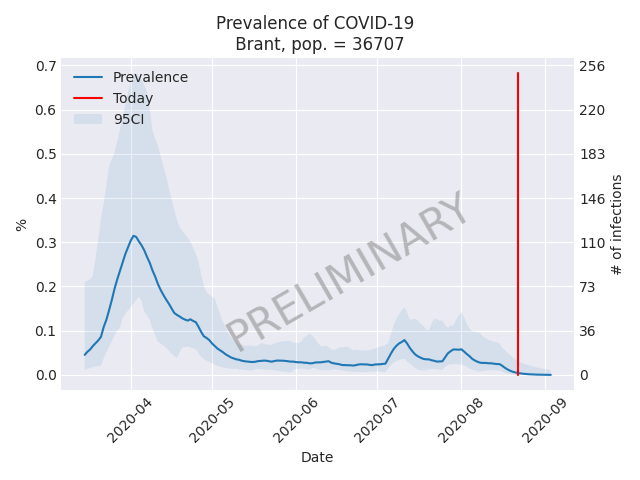 Prevalence of COVID-19
Brant, pop. = 36707
Prevalence
Today
95CI
0.7
0.6
0.5
0.4
0.3
0.2
0.1
0.0
%
256
220
183
146
110
73
36
0
# of infections
PRELIMINARY
2020-04
2020-05
2020-06
2020-07
2020-08
2020-09
Date